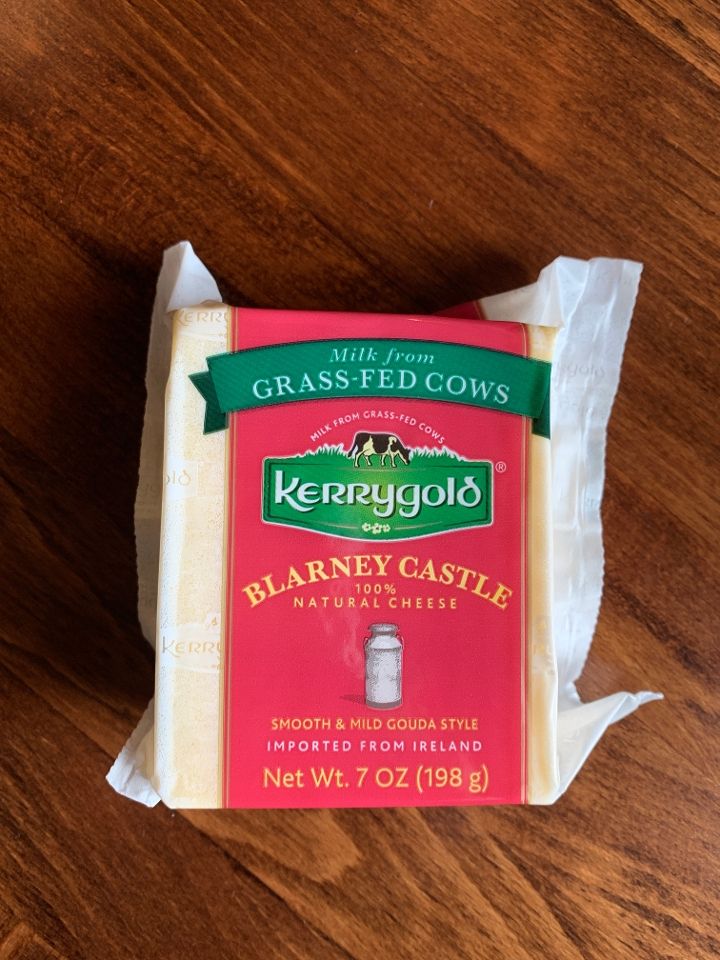 Milk from
GRASS-FED COWS
MILK FROM GRASS-FED COWS
Kerrygold®
BLARNEY CASTLE
100%
NATURAL CHEESE
SMOOTH & MILD GOUDA STYLE
IMPORTED FROM IRELAND
Net Wt. 7 OZ (198 g)